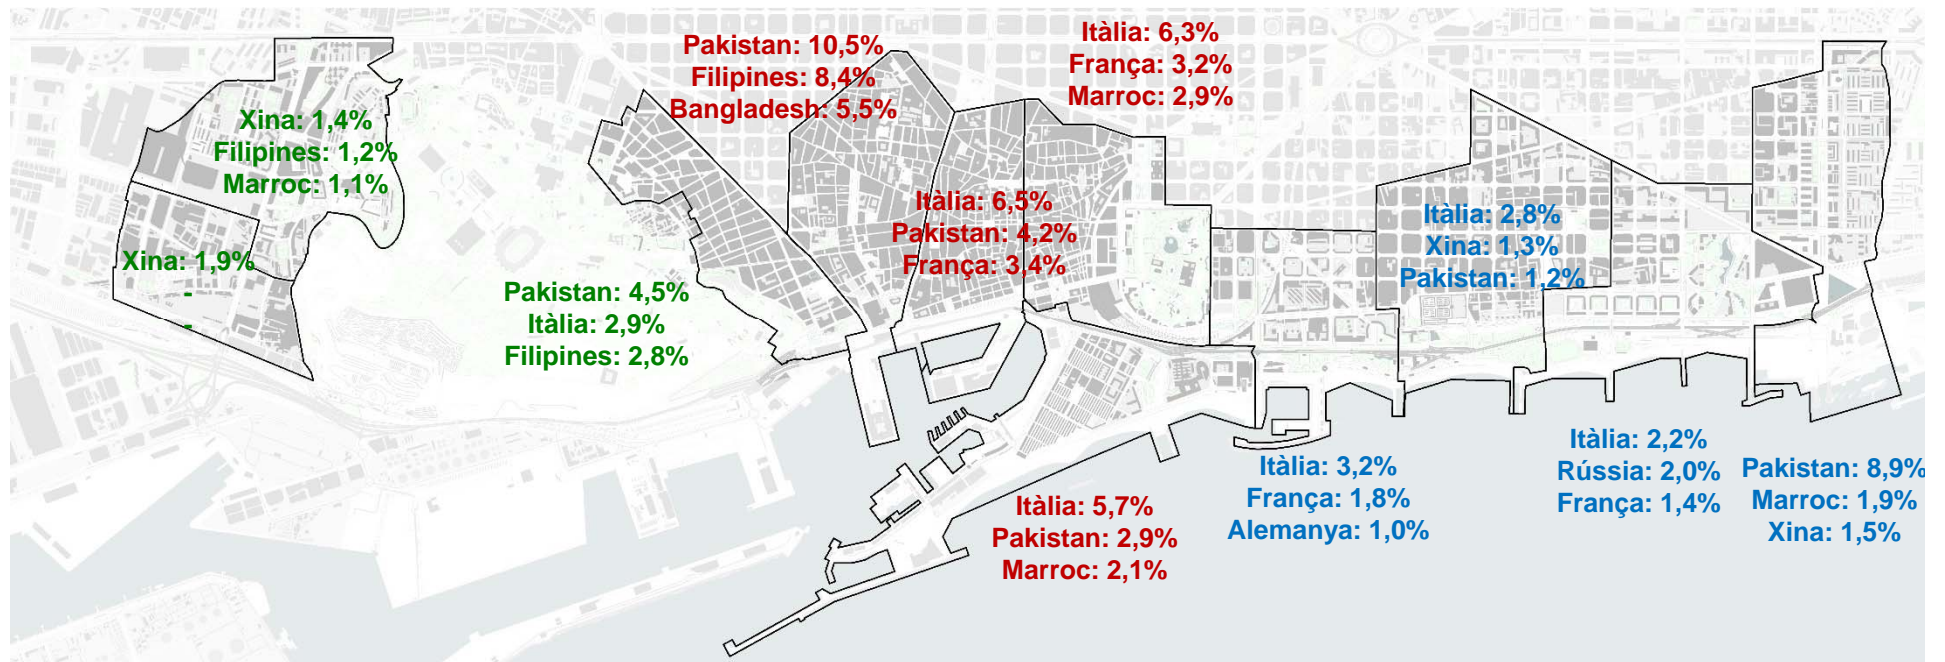 Xina: 1,4%
Filipines: 1,2%
Marroc: 1,1%
Xina: 1,9%
-
-
Pakistan: 4,5%
Itàlia: 2,9%
Filipines: 2,8%
Pakistan: 10,5%
Filipines: 8,4%
Bangladesh: 5,5%
Itàlia: 6,3%
França: 3,2%
Marroc: 2,9%
Itàlia: 6,5%
Pakistan: 4,2%
França: 3,4%
Itàlia: 5,7%
Pakistan: 2,9%
Marroc: 2,1%
Itàlia: 3,2%
França: 1,8%
Alemanya: 1,0%
Itàlia: 2,8%
Xina: 1,3%
Pakistan: 1,2%
Itàlia: 2,2%
Rússia: 2,0%
França: 1,4%
Pakistan: 8,9%
Marroc: 1,9%
Xina: 1,5%